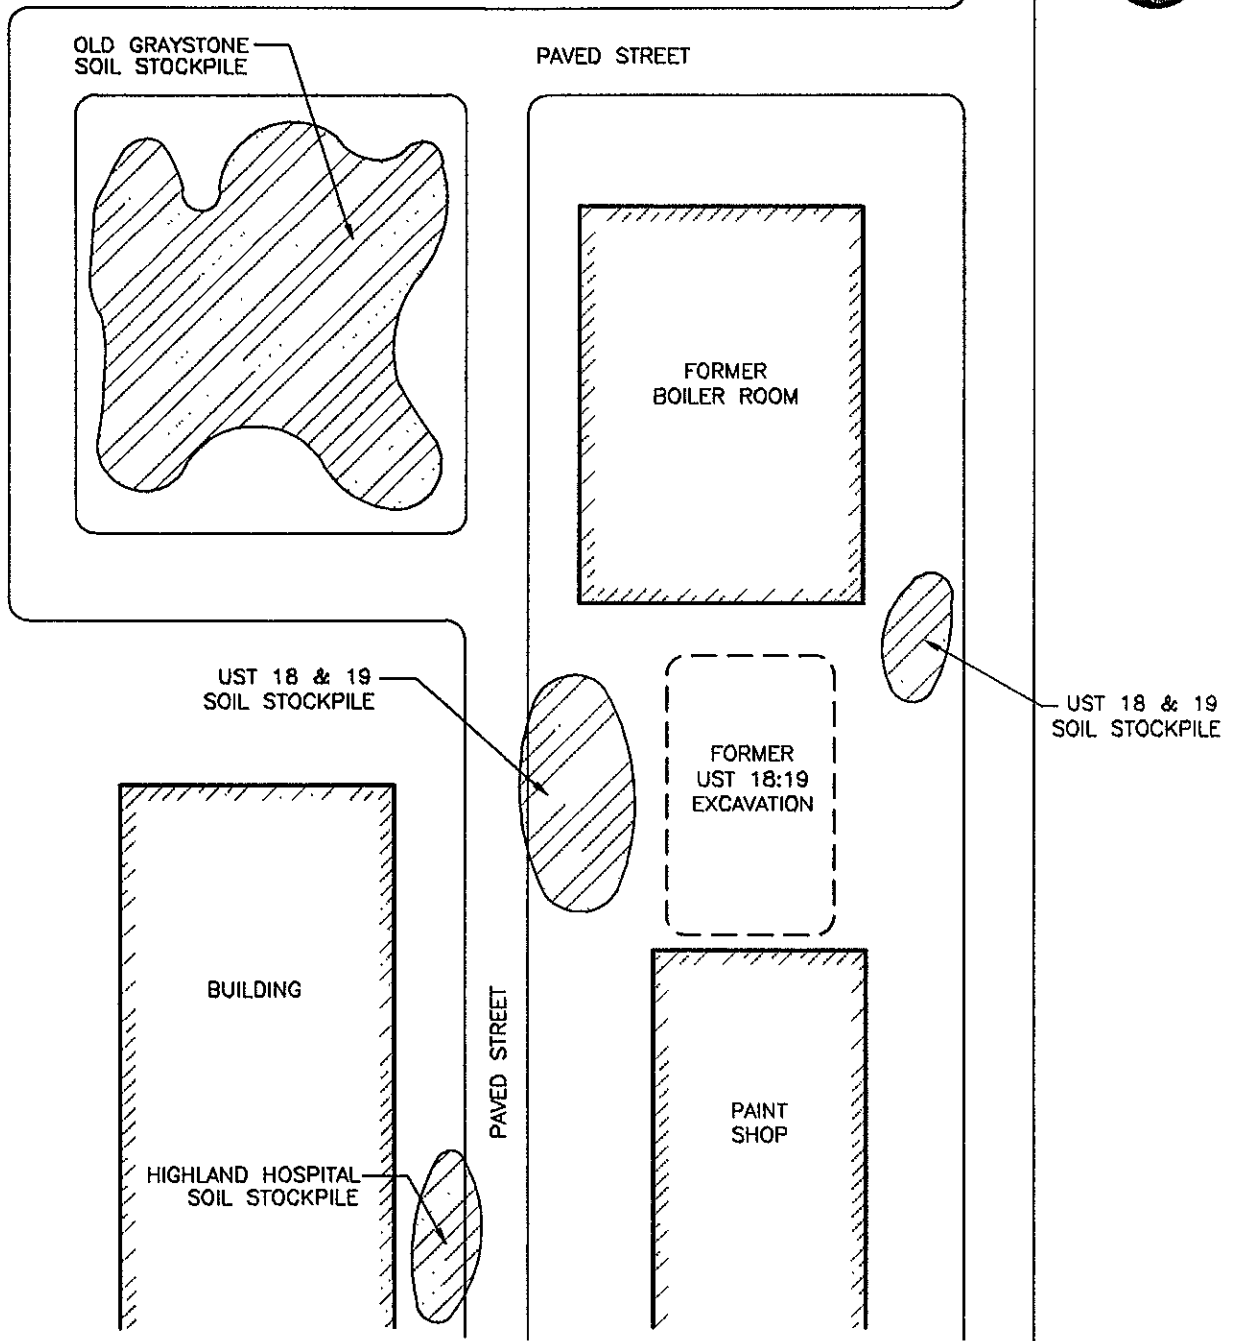 OLD GRAYSTONE
SOIL STOCKPILE
PAVED STREET
FORMER
BOILER ROOM
UST 18 & 19
SOIL STOCKPILE
UST 18 & 19
SOIL STOCKPILE
FORMER
UST 18:19
EXCAVATION
BUILDING
PAVED STREET
PAINT
SHOP
HIGHLAND HOSPITAL
SOIL STOCKPILE